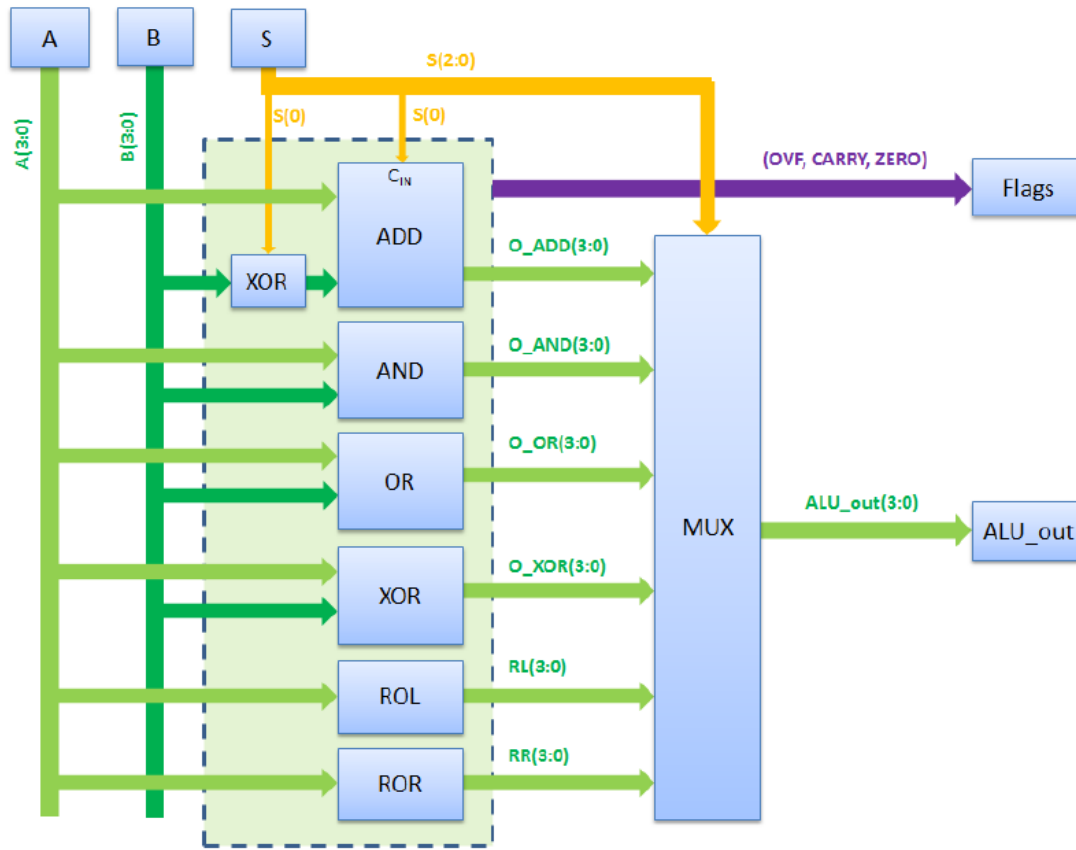 A
B
S
S(2:0)
A(3:0)
B(3:0)
S(0)
S(0)
(OVF, CARRY, ZERO)
Flags
CIN
ADD
XOR
O_ADD(3:0)
AND
O_AND(3:0)
OR
O_OR(3:0)
MUX
ALU_out(3:0)
ALU_out
XOR
O_XOR(3:0)
ROL
RL(3:0)
ROR
RR(3:0)